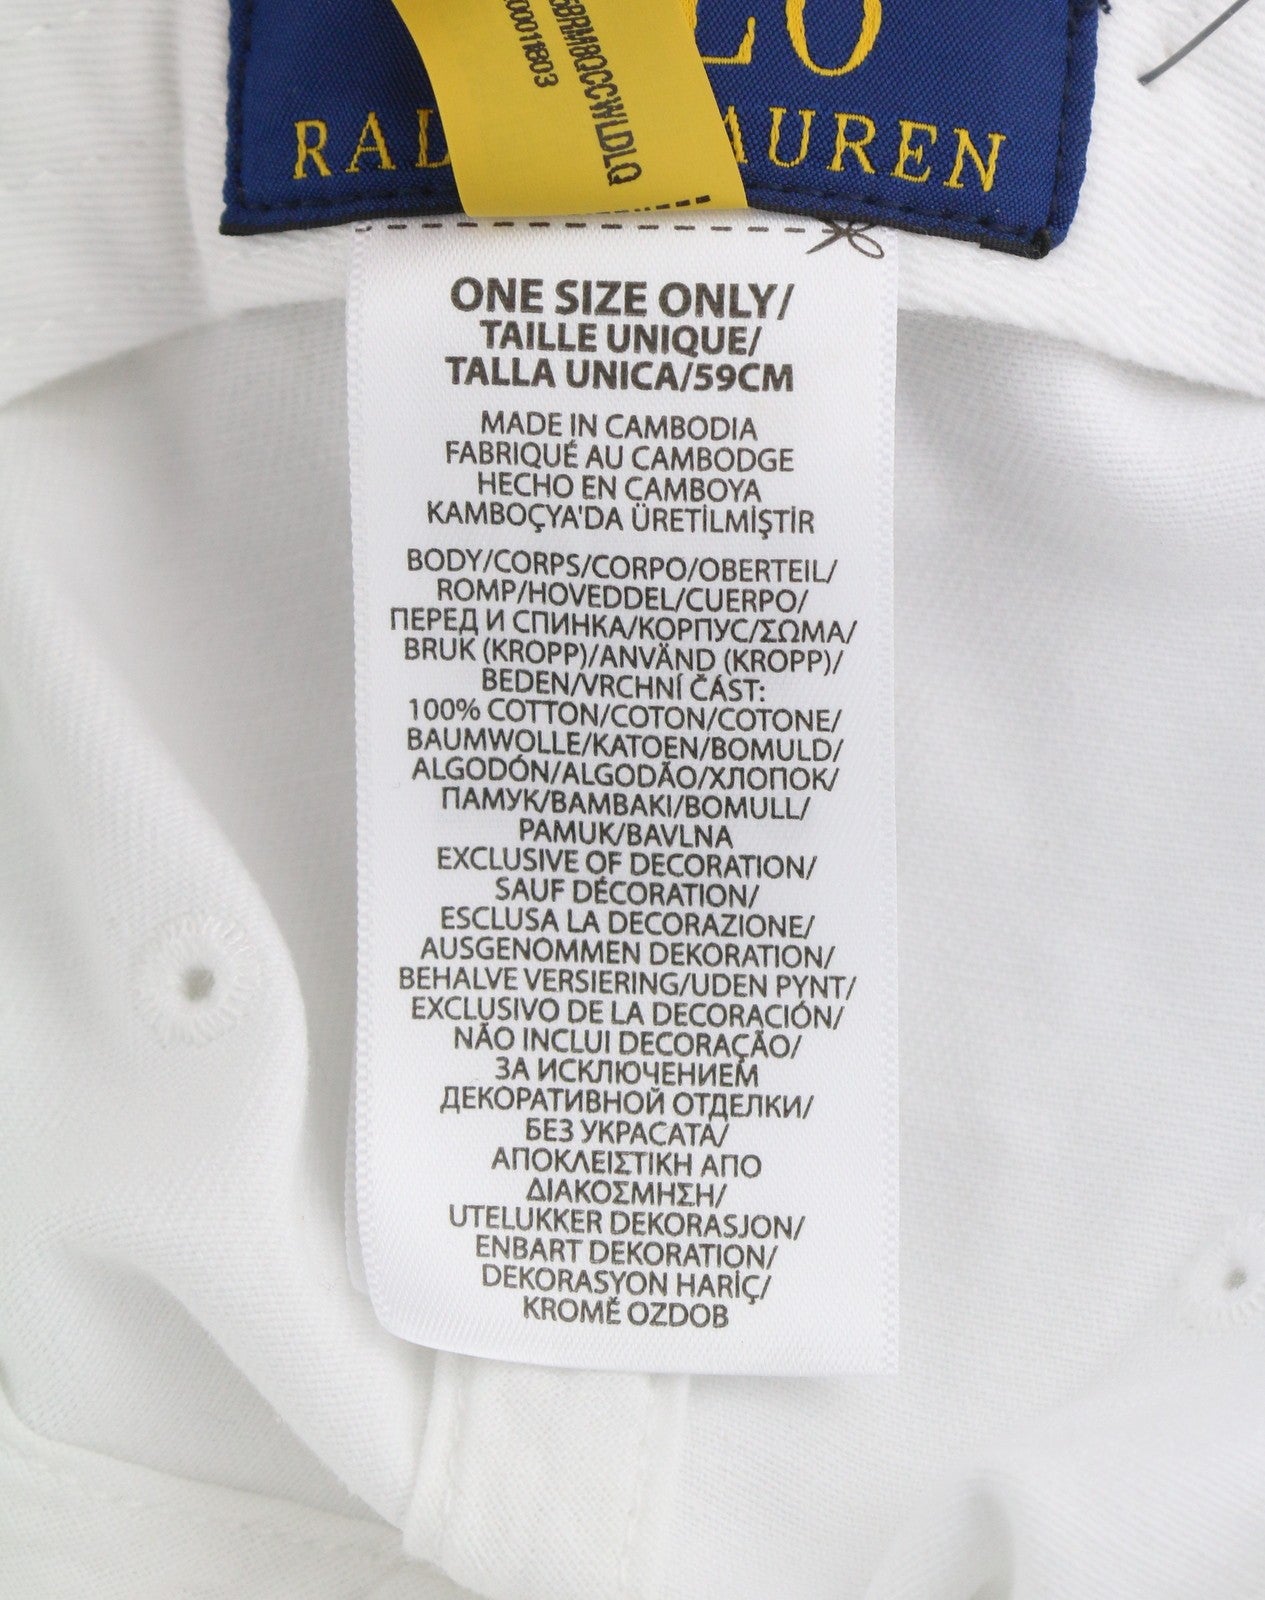 LO
RAL AUREN
ONE SIZE ONLY/
TAILLE UNIQUE/
TALLA UNICA/59CM
MADE IN CAMBODIA
FABRIQUÉ AU CAMBODGE
HECHO EN CAMBOYA
KAMBOÇYA'DA ÜRETİLMİŞTİR
BODY/CORPS/CORPO/OBERTEIL/
ROMP/HOVEDDEL/CUERPO/
ПЕРЕД И СПИНКА/КОРПУС/ΣΩΜΑ/
BRUK (KROPP)/ANVÄND (KROPP)/
BEDEN/VRCHNÍ ČÁST:
100% COTTON/COTON/COTONE/
BAUMWOLLE/KATOEN/BOMULD/
ALGODÓN/ALGODÃO/ХЛОПОК/
ПАМУК/BAMBAKI/BOMULL/
PAMUK/BAVLNA
EXCLUSIVE OF DECORATION/
SAUF DÉCORATION/
ESCLUSA LA DECORAZIONE/
AUSGENOMMEN DEKORATION/
BEHALVE VERSIERING/UDEN PYNT/
EXCLUSIVO DE LA DECORACIÓN/
NÃO INCLUI DECORAÇÃO/
ЗА ИСКЛЮЧЕНИЕМ
ДЕКОРАТИВНОЙ ОТДЕЛКИ/
БЕЗ УКРАСАТА/
ΑΠΟΚΛΕΙΣΤΙΚΗ ΑΠΟ
ΔΙΑΚΟΣΜΗΣΗ/
UTELUKKER DEKORASJON/
ENBART DEKORATION/
DEKORASYON HARİÇ/
KROMĚ OZDOB